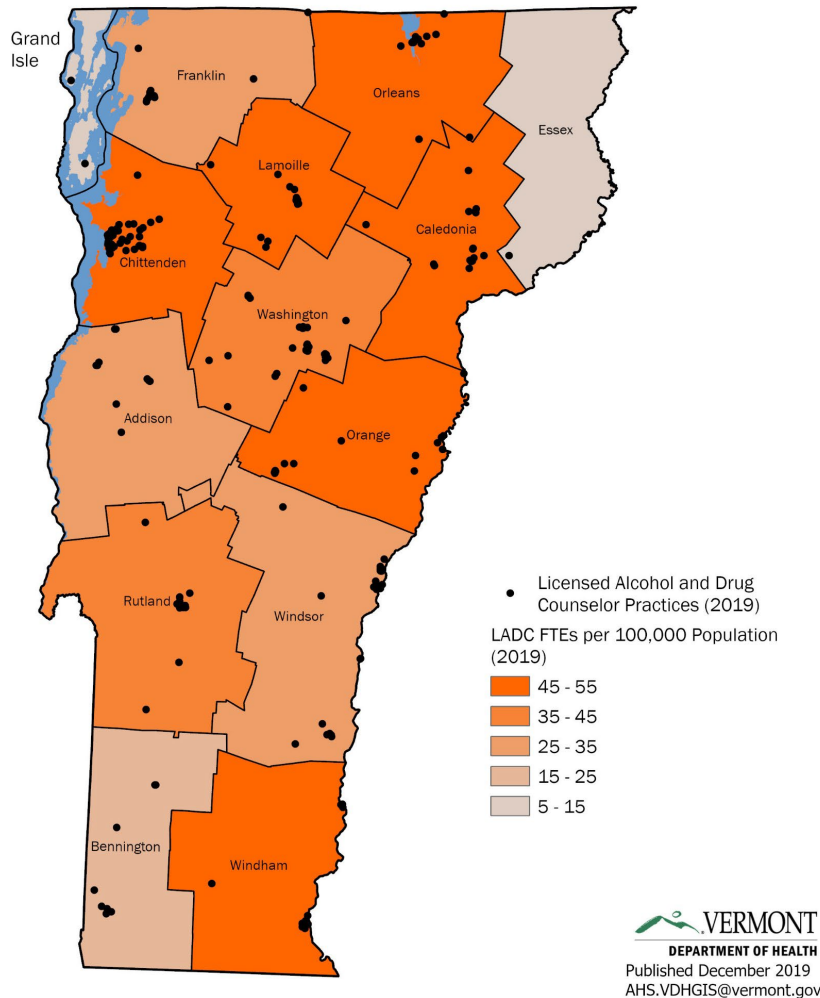 Grand
Isle
Franklin
Orleans
Essex
Lamoille
Caledonia
Chittenden
Washington
Addison
Orange
Rutland
Windsor
Bennington
Windham
Licensed Alcohol and Drug
Counselor Practices (2019)
LADC FTEs per 100,000 Population
(2019)
45 - 55
35 - 45
25 - 35
15 - 25
5 - 15
VERMONT
DEPARTMENT OF HEALTH
Published December 2019
AHS.VDHGIS@vermont.gov